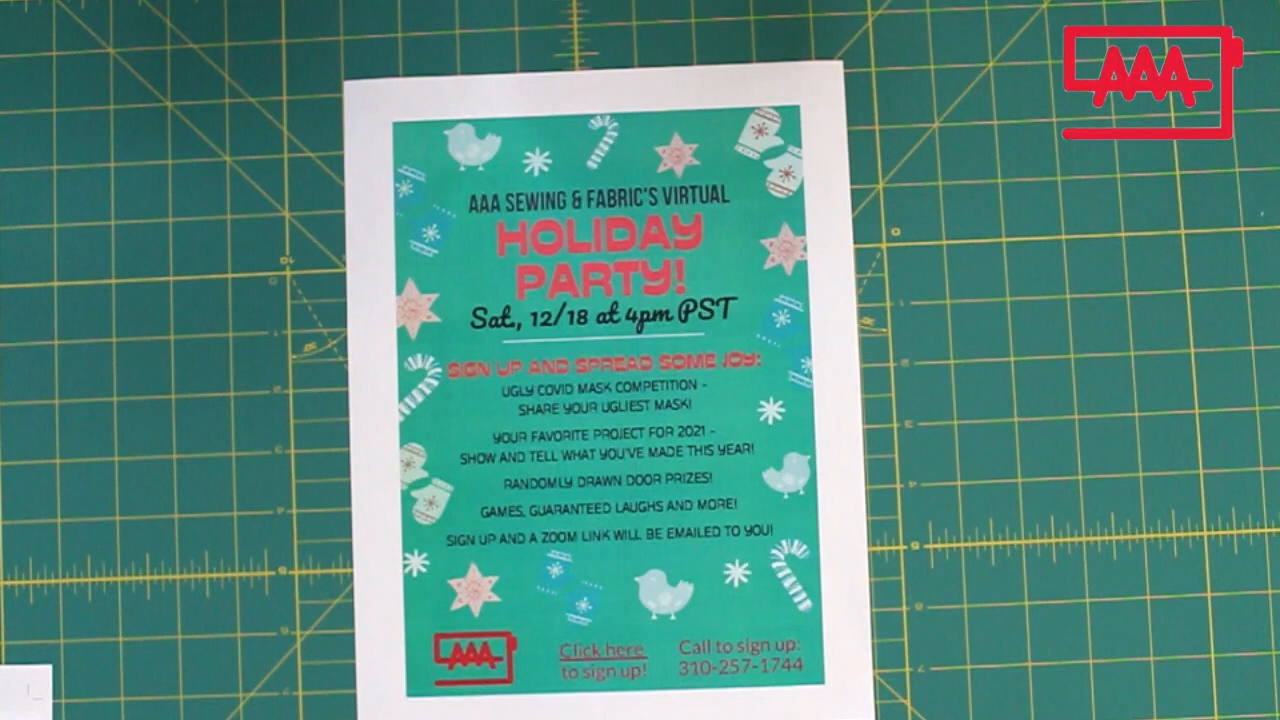 AAA
AAA SEWING & FABRIC'S VIRTUAL
HOLIDAY
PARTY!
Sat., 12/18 at 4pm PST
SIGN UP AND SPREAD SOME JOY:
UGLY COVID MASK COMPETITION -
SHARE YOUR UGLIEST MASK!
YOUR FAVORITE PROJECT FOR 2021 -
SHOW AND TELL WHAT YOU'VE MADE THIS YEAR!
RANDOMLY DRAWN DOOR PRIZES!
GAMES, GUARANTEED LAUGHS AND MORE!
SIGN UP AND A ZOOM LINK WILL BE EMAILED TO YOU!
AAA
Click here
to sign up!
Call to sign up:
310-257-1744